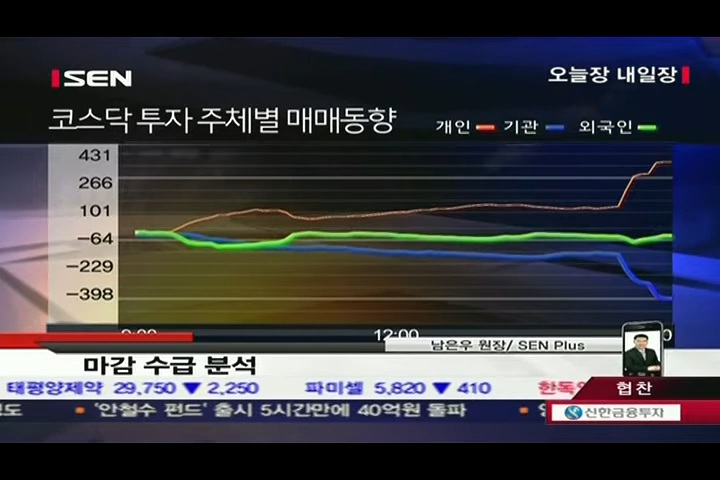 SEN
오늘장 내일장
코스닥 투자 주체별 매매동향
개인 기관 외국인
431
266
101
-64
-229
-398
9:00 12:00
남은우 원장/ SEN Plus
마감 수급 분석
태평양제약 29,750 ▼ 2,250 파미셀 5,820 ▼ 410 한독
협찬
'안철수 펀드' 출시 5시간만에 40억원 돌파
신한금융투자